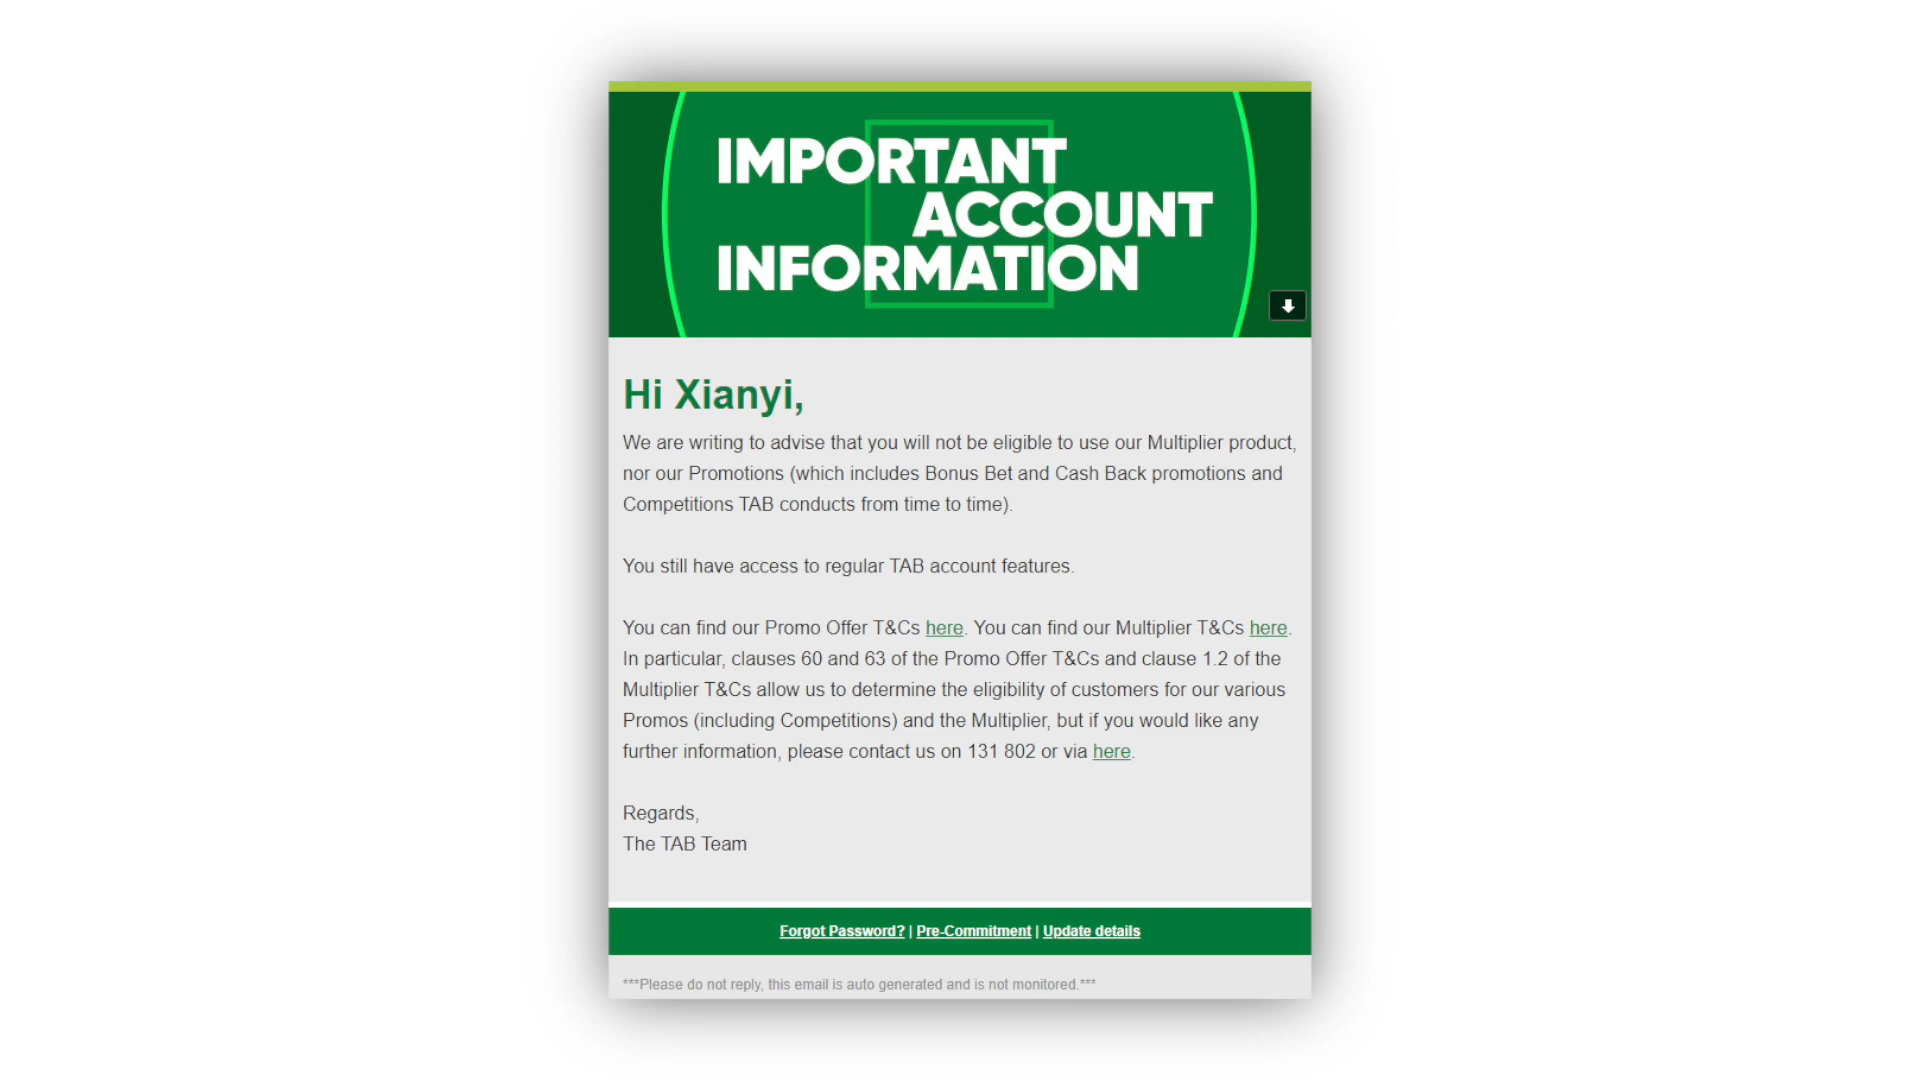 IMPORTANT
ACCOUNT
INFORMATION
Hi Xianyi,
We are writing to advise that you will not be eligible to use our Multiplier product,
nor our Promotions (which includes Bonus Bet and Cash Back promotions and
Competitions TAB conducts from time to time).
You still have access to regular TAB account features.
You can find our Promo Offer T&Cs here. You can find our Multiplier T&Cs here.
In particular, clauses 60 and 63 of the Promo Offer T&Cs and clause 1.2 of the
Multiplier T&Cs allow us to determine the eligibility of customers for our various
Promos (including Competitions) and the Multiplier, but if you would like any
further information, please contact us on 131 802 or via here.
Regards,
The TAB Team
Forgot Password? | Pre-Commitment | Update details
***Please do not reply, this email is auto generated and is not monitored.***